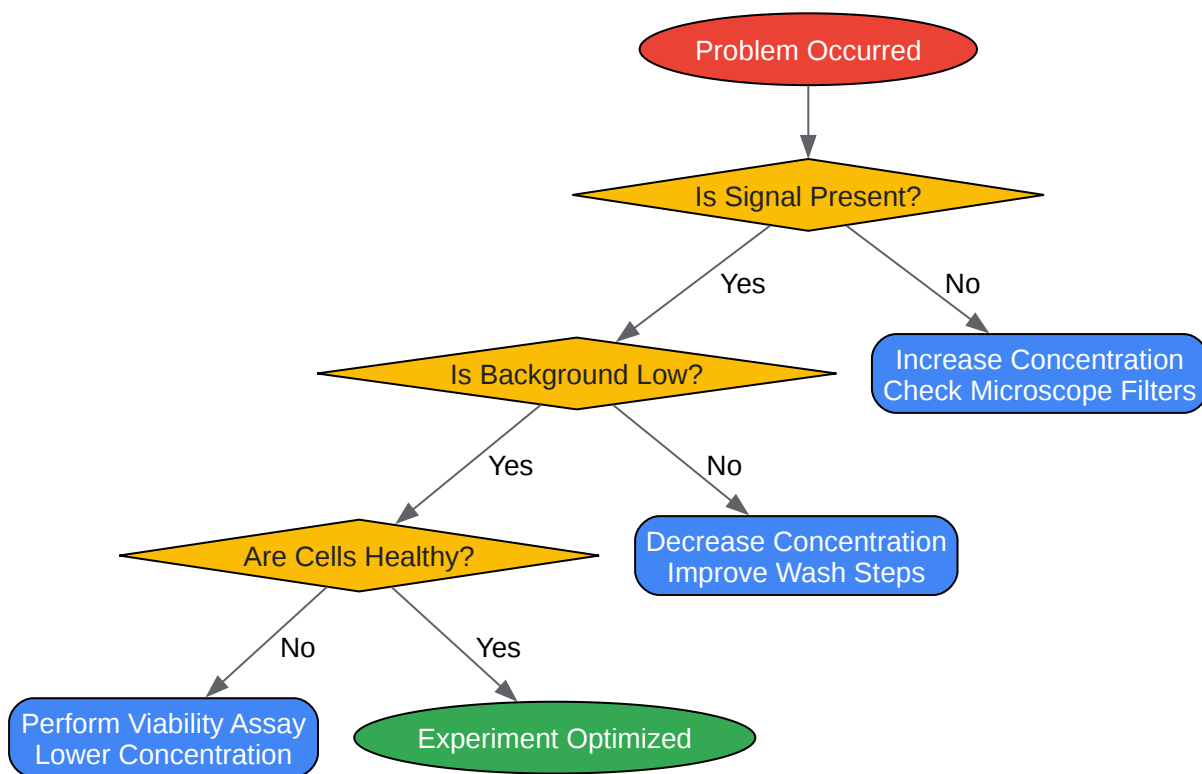 Problem Occurred
Is Signal Present?
Yes
No
Is Background Low?
Increase Concentration
Check Microscope Filters
Yes
No
Are Cells Healthy?
Decrease Concentration
Improve Wash Steps
No
Yes
Perform Viability Assay
Lower Concentration
Experiment Optimized